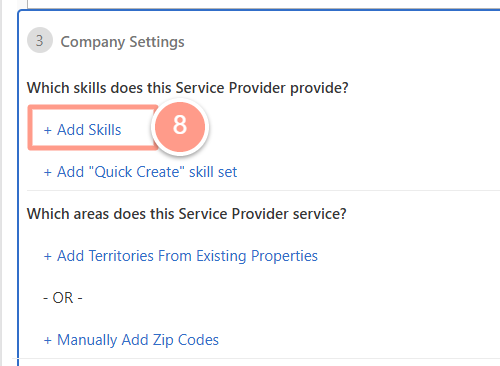 3 Company Settings
Which skills does this Service Provider provide?
+ Add Skills 8
+ Add "Quick Create" skill set
Which areas does this Service Provider service?
+ Add Territories From Existing Properties
- OR -
+ Manually Add Zip Codes